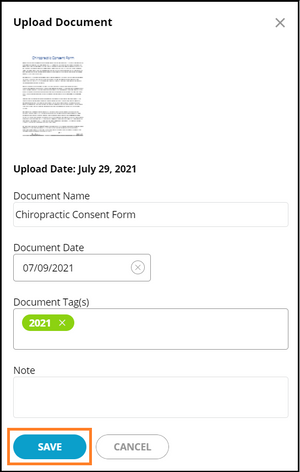 Upload Document
Chiropractic Consent Form
Upload Date: July 29, 2021
Document Name
Chiropractic Consent Form
Document Date
07/09/2021
Document Tag(s)
2021
Note
SAVE
CANCEL